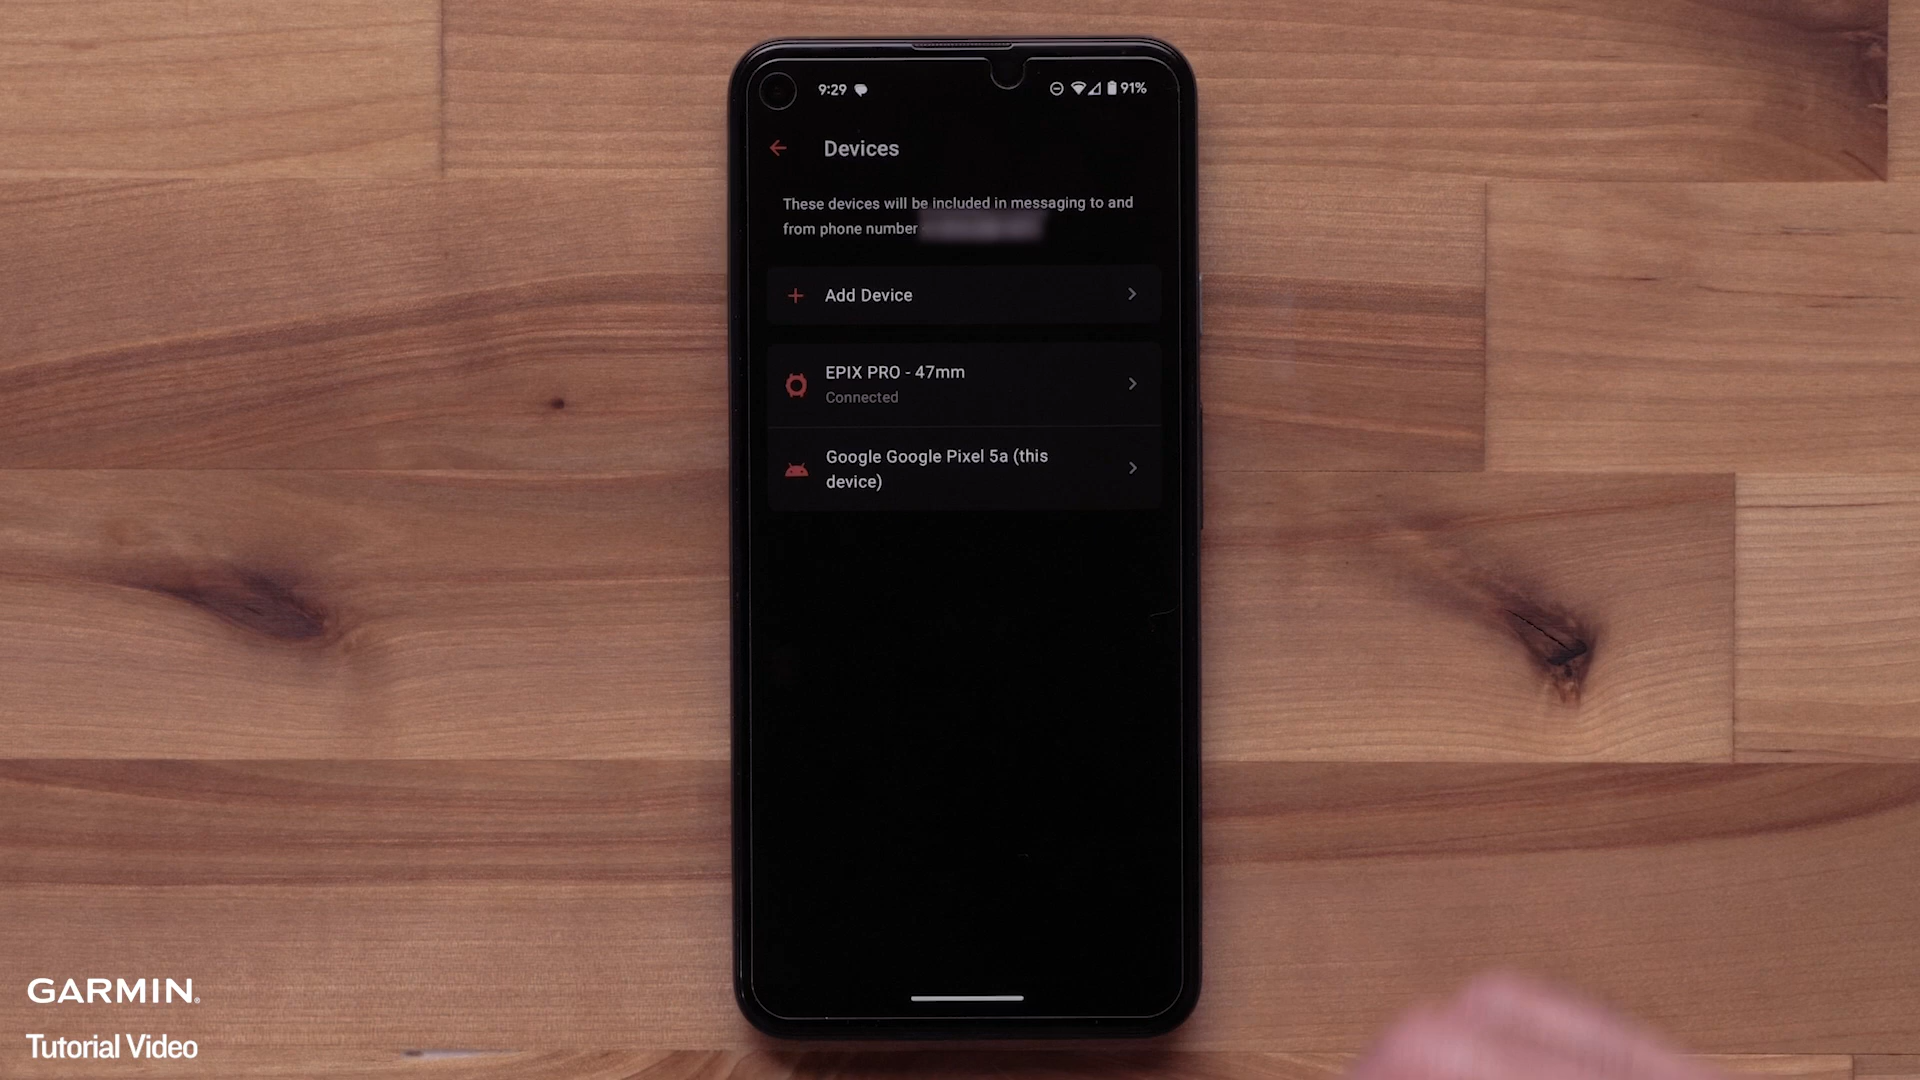 9:29
91%
Devices
These devices will be included in messaging to and
from phone number
Add Device
EPIX PRO - 47mm
Connected
Google Google Pixel 5a (this
device)
GARMIN®
Tutorial Video